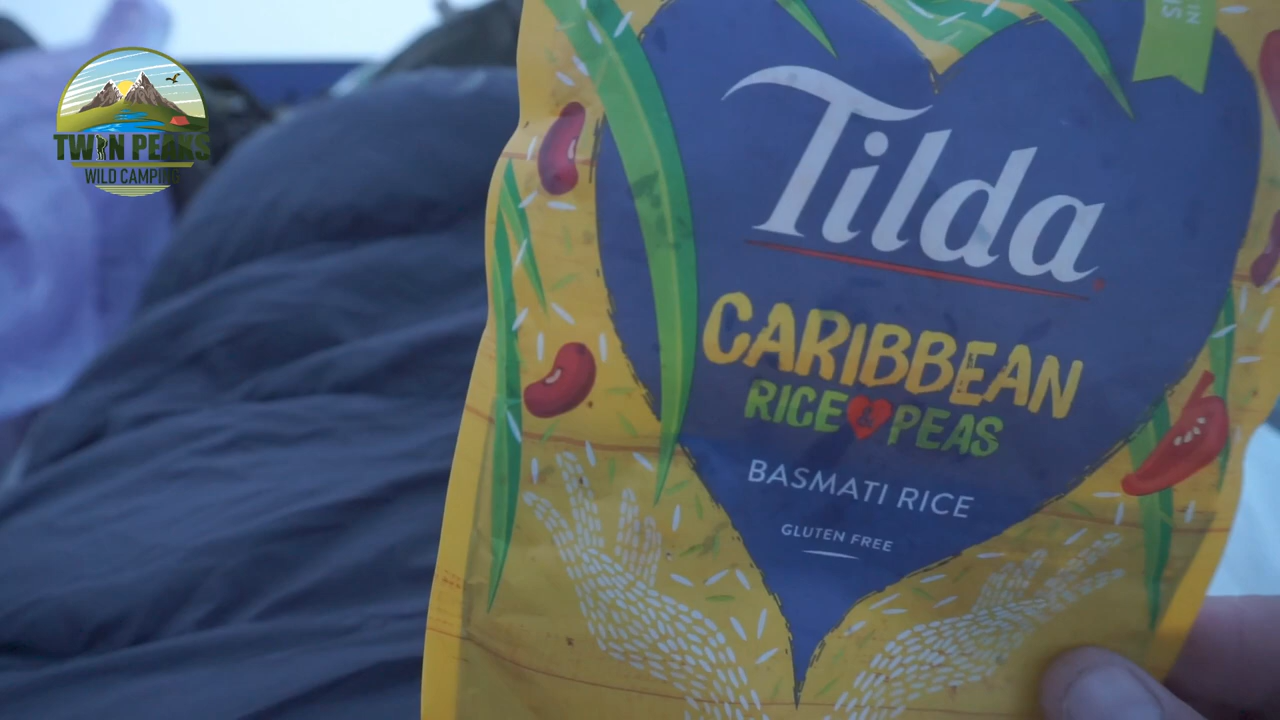 TWIN PEAKS
WILD CAMPING
Tilda
CARIBBEAN
RICE & PEAS
BASMATI RICE
GLUTEN FREE